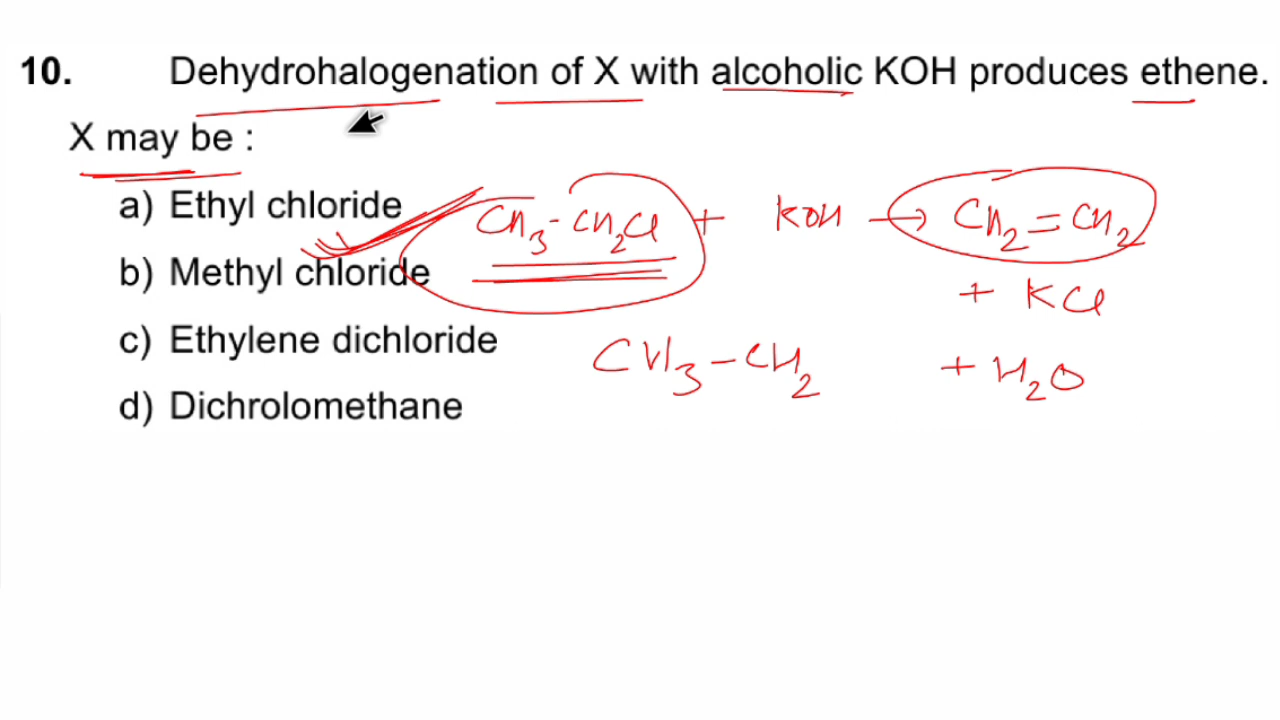 10. Dehydrohalogenation of X with alcoholic KOH produces ethene.
X may be :
a) Ethyl chloride
CH3-CH2Cl + KOH → CH2=CH2
b) Methyl chloride
+ KCl
c) Ethylene dichloride
CH3-CH2
+ H2O
d) Dichrolomethane